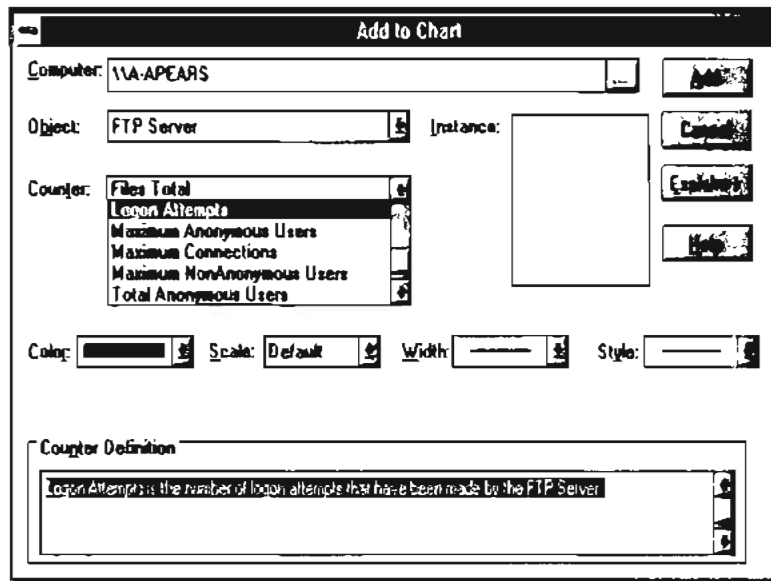 Add to Chart
Computer: \\A-APEARS ...
Add
Object: FTP Server
Instance:
Cancel
Counter: Files Total
Logon Attempts
Maximum Anonymous Users
Maximum Connections
Maximum NonAnonymous Users
Total Anonymous Users
Explain>>
Help
Color:
Scale: Default
Width:
Style:
Counter Definition
Logon Attempts is the number of logon attempts that have been made by the FTP Server